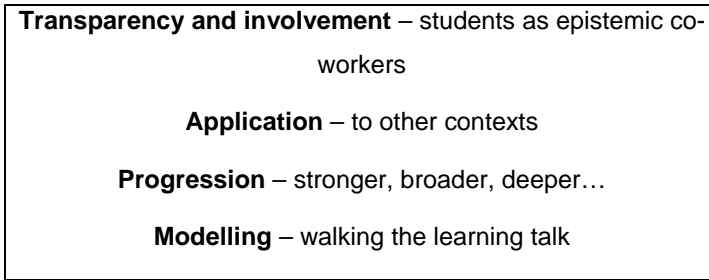 Transparency and involvement – students as epistemic co-
workers
Application – to other contexts
Progression – stronger, broader, deeper…
Modelling – walking the learning talk